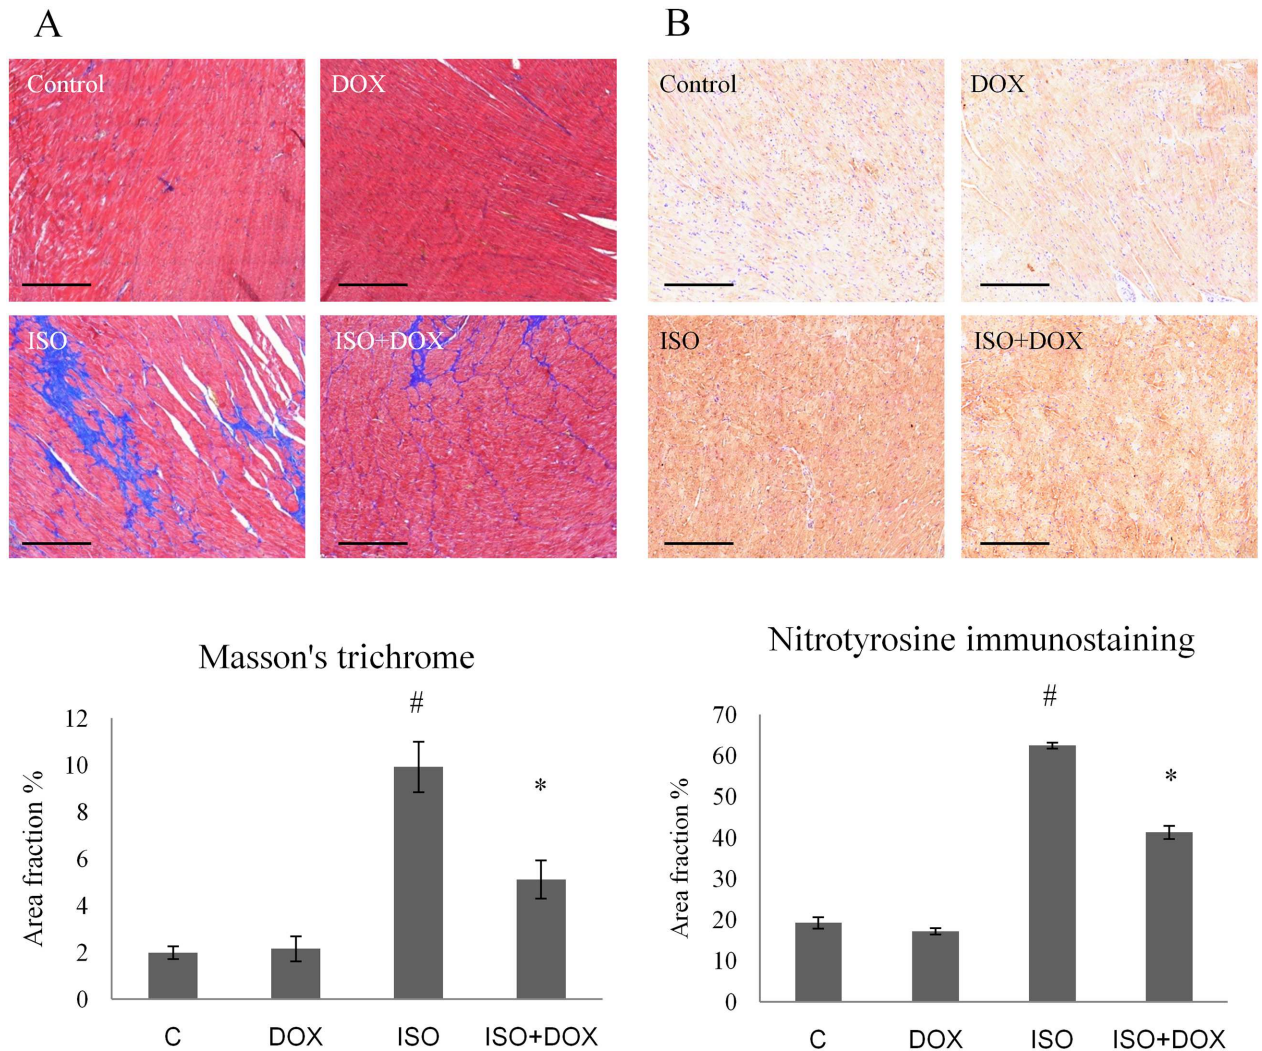 A
B
Control
DOX
Control
DOX
ISO
ISO+DOX
ISO
ISO+DOX
Masson's trichrome
Area fraction %
12
10
8
6
4
2
0
#
*
C
DOX
ISO
ISO+DOX
Nitrotyrosine immunostaining
Area fraction %
70
60
50
40
30
20
10
0
#
*
C
DOX
ISO
ISO+DOX